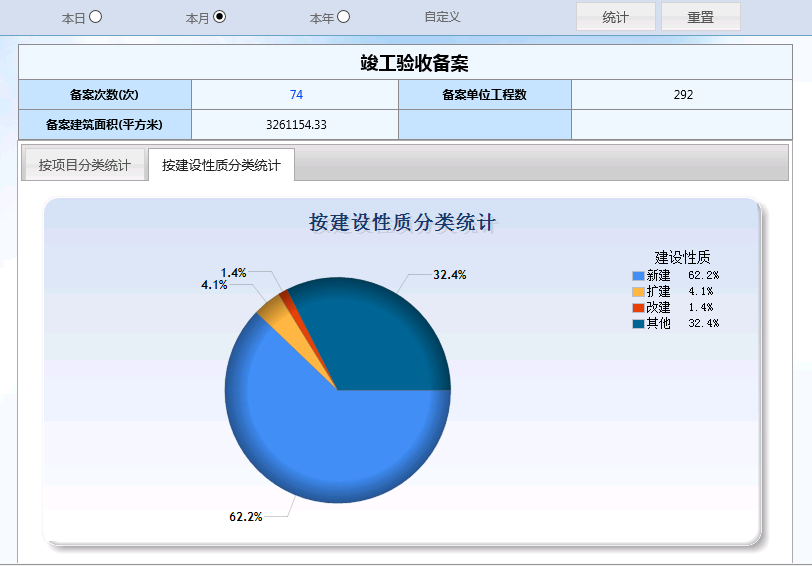 本日 本月 本年 自定义 统计 重置
竣工验收备案
备案次数(次) 74 备案单位工程数 292
备案建筑面积(平方米) 3261154.33
按项目分类统计 按建设性质分类统计
按建设性质分类统计
建设性质
新建 62.2%
扩建 4.1%
改建 1.4%
其他 32.4%
1.4%
32.4%
4.1%
62.2%